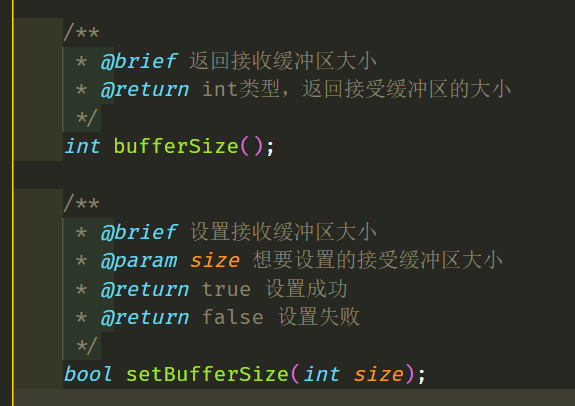 /**
 * @brief 返回接收缓冲区大小
 * @return int类型，返回接受缓冲区的大小
 */
int bufferSize();
/**
 * @brief 设置接收缓冲区大小
 * @param size 想要设置的接受缓冲区大小
 * @return true 设置成功
 * @return false 设置失败
 */
bool setBufferSize(int size);